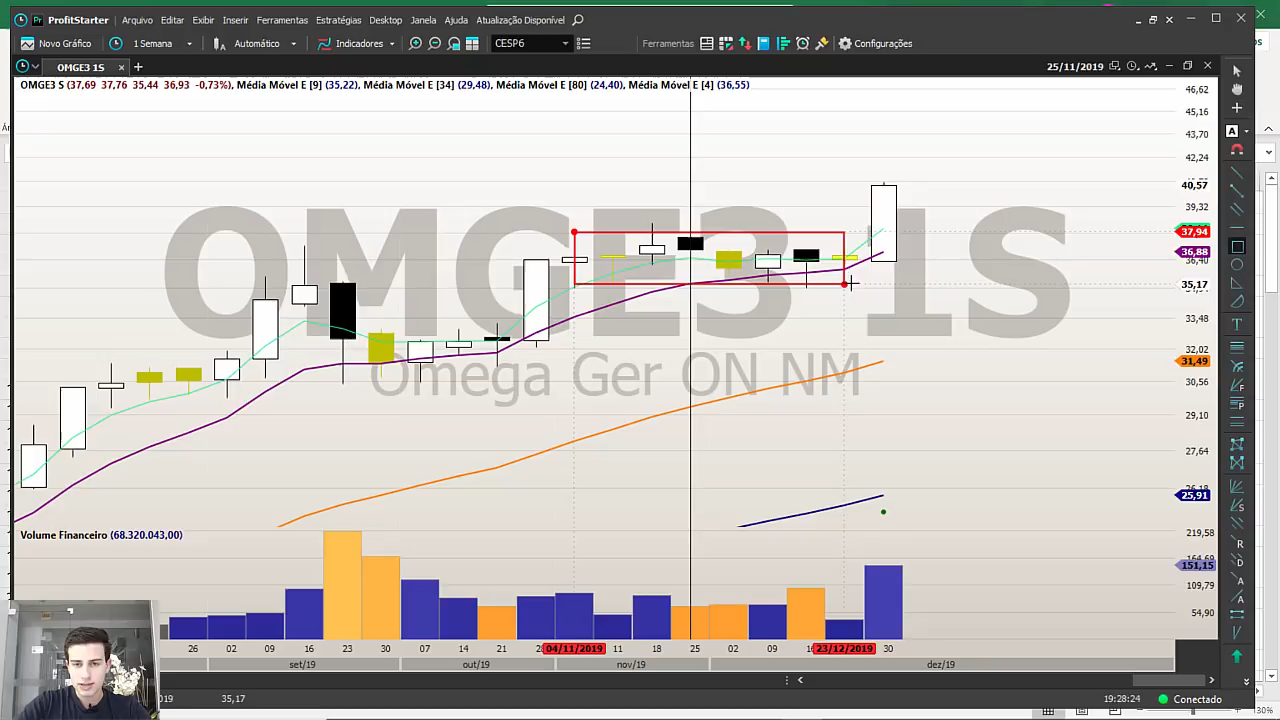 ProfitStarter Arquivo Editar Exibir Inserir Ferramentas Estratégias Desktop Janela Ajuda Atualização Disponível
Novo Gráfico 1 Semana Automático Indicadores CESP6 Ferramentas Configurações
OMGE3 1S 25/11/2019
OMGE3 S (37,69 37,76 35,44 36,93 -0,73%), Média Móvel E [9] (35,22), Média Móvel E [34] (29,48), Média Móvel E [80] (24,40), Média Móvel E [4] (36,55)
46,62
45,16
43,70
42,24
40,57
39,32
37,94
36,88
36,40
35,17
33,48
32,02
31,49
30,56
29,10
27,64
25,91
OMGE3 1S
Omega Ger ON NM
Volume Financeiro (68.320.043,00)
219,58
151,15
109,79
54,90
26 02 09 16 23 30 07 14 21 04/11/2019 11 18 25 02 09 23/12/2019 30
set/19 out/19 nov/19 dez/19
35,17 19:28:24 Conectado
30%